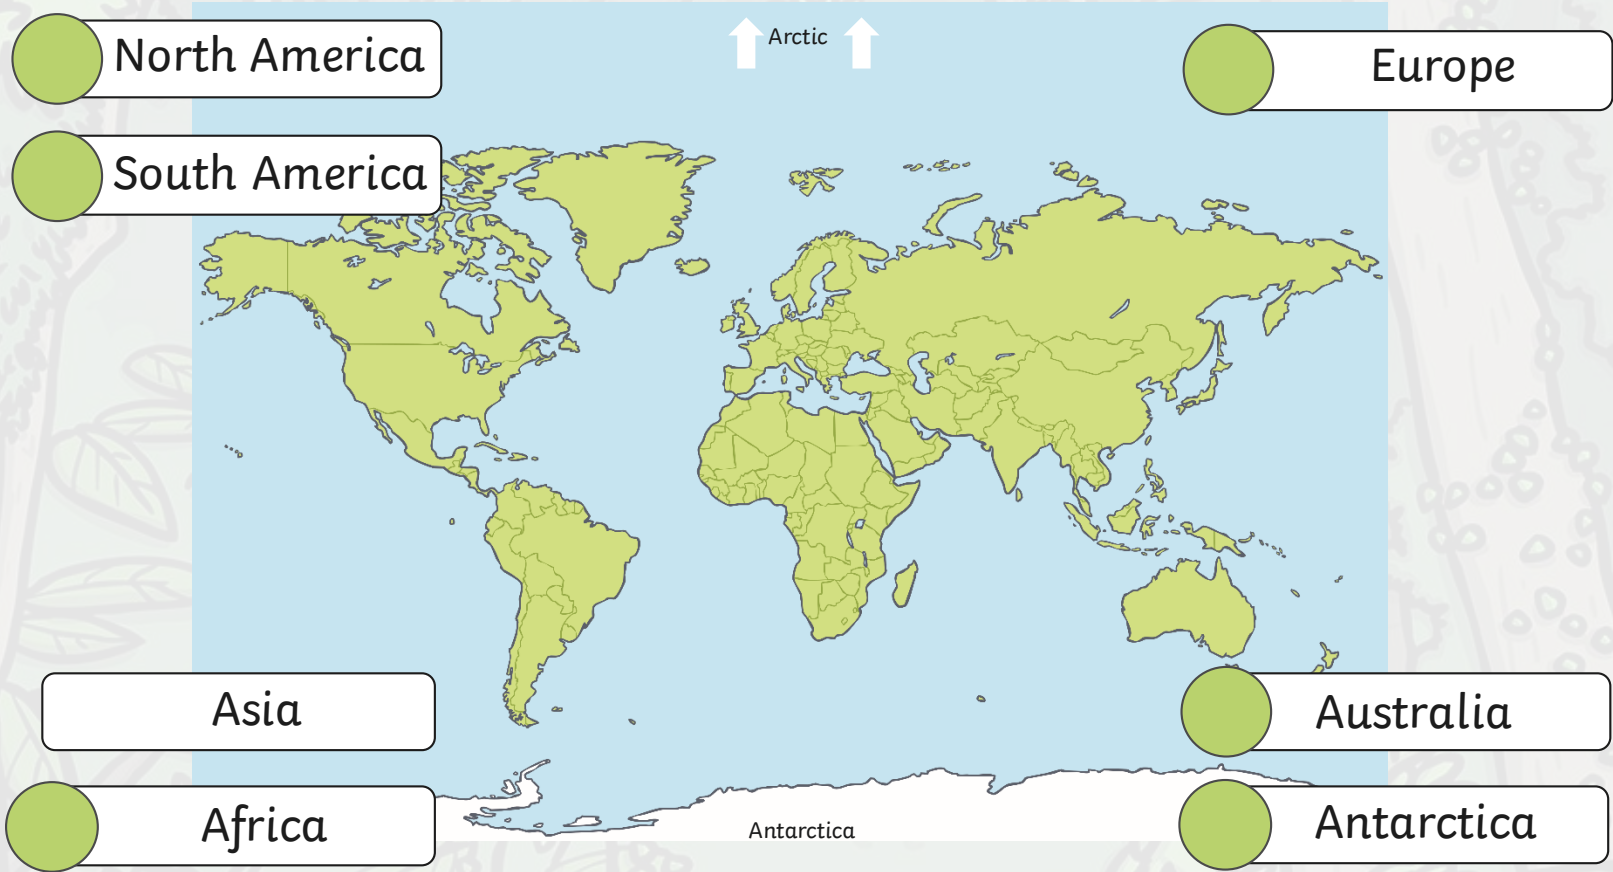 North America
Arctic
Europe
South America
Asia
Australia
Africa
Antarctica
Antarctica